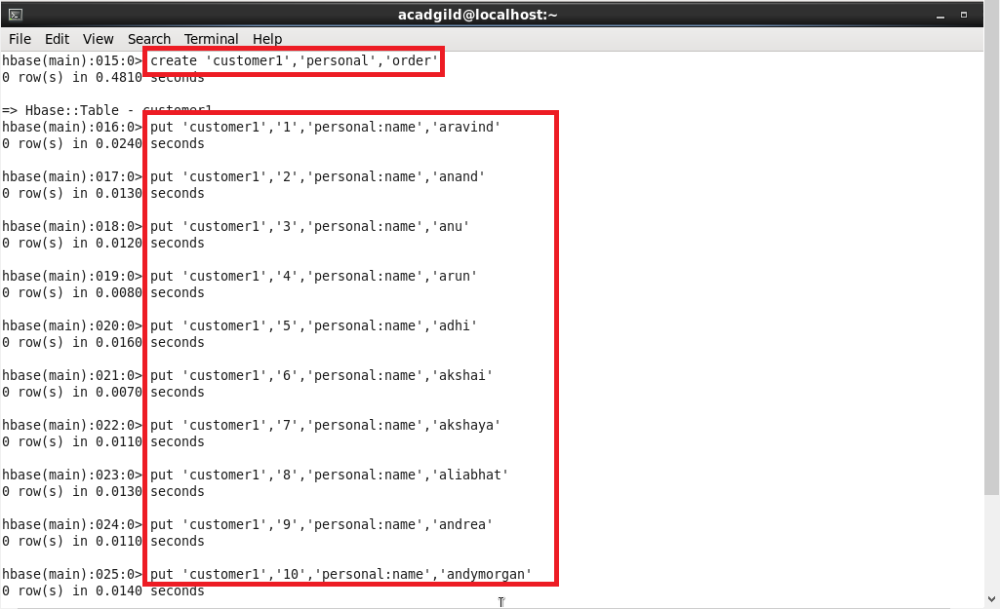 acadgild@localhost:~
File Edit View Search Terminal Help
hbase(main):015:0> create 'customer1','personal','order'
0 row(s) in 0.4810 seconds
=> Hbase::Table - customer1
hbase(main):016:0> put 'customer1','1','personal:name','aravind'
0 row(s) in 0.0240 seconds
hbase(main):017:0> put 'customer1','2','personal:name','anand'
0 row(s) in 0.0130 seconds
hbase(main):018:0> put 'customer1','3','personal:name','anu'
0 row(s) in 0.0120 seconds
hbase(main):019:0> put 'customer1','4','personal:name','arun'
0 row(s) in 0.0080 seconds
hbase(main):020:0> put 'customer1','5','personal:name','adhi'
0 row(s) in 0.0160 seconds
hbase(main):021:0> put 'customer1','6','personal:name','akshai'
0 row(s) in 0.0070 seconds
hbase(main):022:0> put 'customer1','7','personal:name','akshaya'
0 row(s) in 0.0110 seconds
hbase(main):023:0> put 'customer1','8','personal:name','aliabhat'
0 row(s) in 0.0130 seconds
hbase(main):024:0> put 'customer1','9','personal:name','andrea'
0 row(s) in 0.0110 seconds
hbase(main):025:0> put 'customer1','10','personal:name','andymorgan'
0 row(s) in 0.0140 seconds